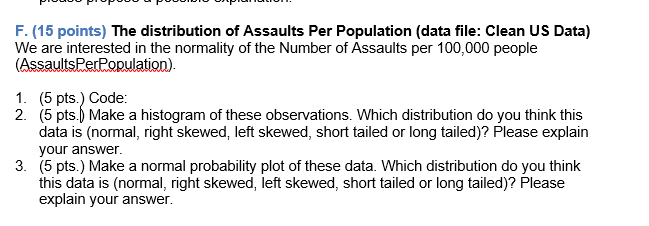 F. (15 points) The distribution of Assaults Per Population (data file: Clean US Data)
We are interested in the normality of the Number of Assaults per 100,000 people
(AssaultsPerPopulation).
1. (5 pts.) Code:
2. (5 pts.) Make a histogram of these observations. Which distribution do you think this
data is (normal, right skewed, left skewed, short tailed or long tailed)? Please explain
your answer.
3. (5 pts.) Make a normal probability plot of these data. Which distribution do you think
this data is (normal, right skewed, left skewed, short tailed or long tailed)? Please
explain your answer.